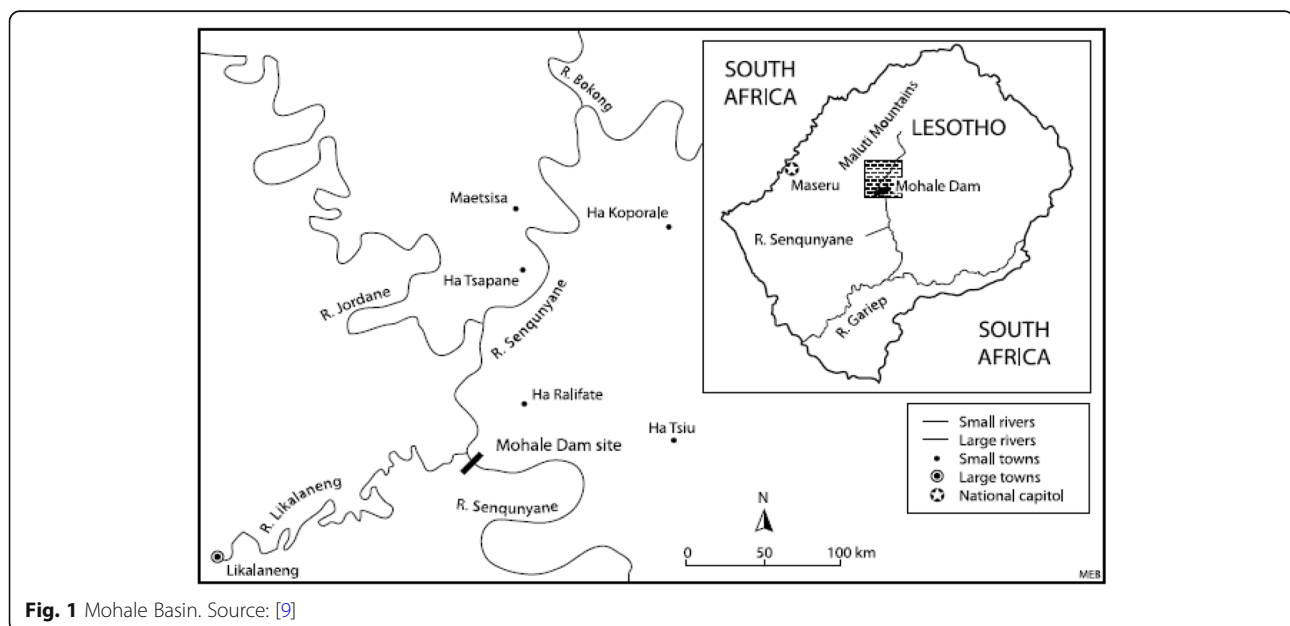 R. Bokong
Maetsisa
Ha Koporale
Ha Tsapane
R. Jordane
R. Senqunyane
Ha Ralifate
Ha Tsiu
Mohale Dam site
R. Likalaneng
R. Senqunyane
Likalaneng
N
0 50 100 km
SOUTH
AFRICA
Maluti Mountains
LESOTHO
Maseru
Mohale Dam
R. Senqunyane
R. Gariep
SOUTH
AFRICA
Small rivers
Large rivers
Small towns
Large towns
National capitol
MEB
Fig. 1 Mohale Basin. Source: [9]